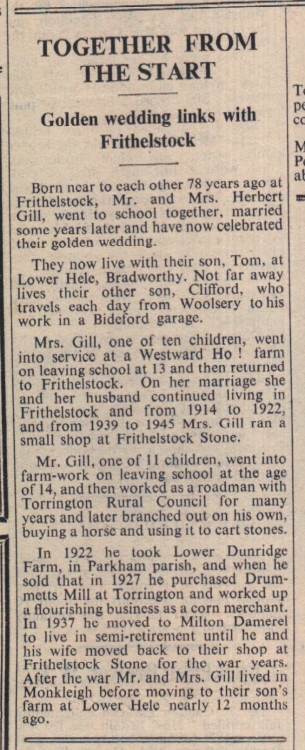 TOGETHER FROM
THE START
Golden wedding links with
Frithelstock
Born near to each other 78 years ago at
Frithelstock, Mr. and Mrs. Herbert
Gill, went to school together, married
some years later and have now celebrated
their golden wedding.
They now live with their son, Tom, at
Lower Hele, Bradworthy. Not far away
lives their other son, Clifford, who
travels each day from Woolsery to his
work in a Bideford garage.
Mrs. Gill, one of ten children, went
into service at a Westward Ho ! farm
on leaving school at 13 and then returned
to Frithelstock. On her marriage she
and her husband continued living in
Frithelstock and from 1914 to 1922,
and from 1939 to 1945 Mrs. Gill ran a
small shop at Frithelstock Stone.
Mr. Gill, one of 11 children, went into
farm-work on leaving school at the age
of 14, and then worked as a roadman with
Torrington Rural Council for many
years and later branched out on his own,
buying a horse and using it to cart stones.
In 1922 he took Lower Dunridge
Farm, in Parkham parish, and when he
sold that in 1927 he purchased Drum-
metts Mill at Torrington and worked up
a flourishing business as a corn merchant.
In 1937 he moved to Milton Damerel
to live in semi-retirement until he and
his wife moved back to their shop at
Frithelstock Stone for the war years.
After the war Mr. and Mrs. Gill lived in
Monkleigh before moving to their son's
farm at Lower Hele nearly 12 months
ago.